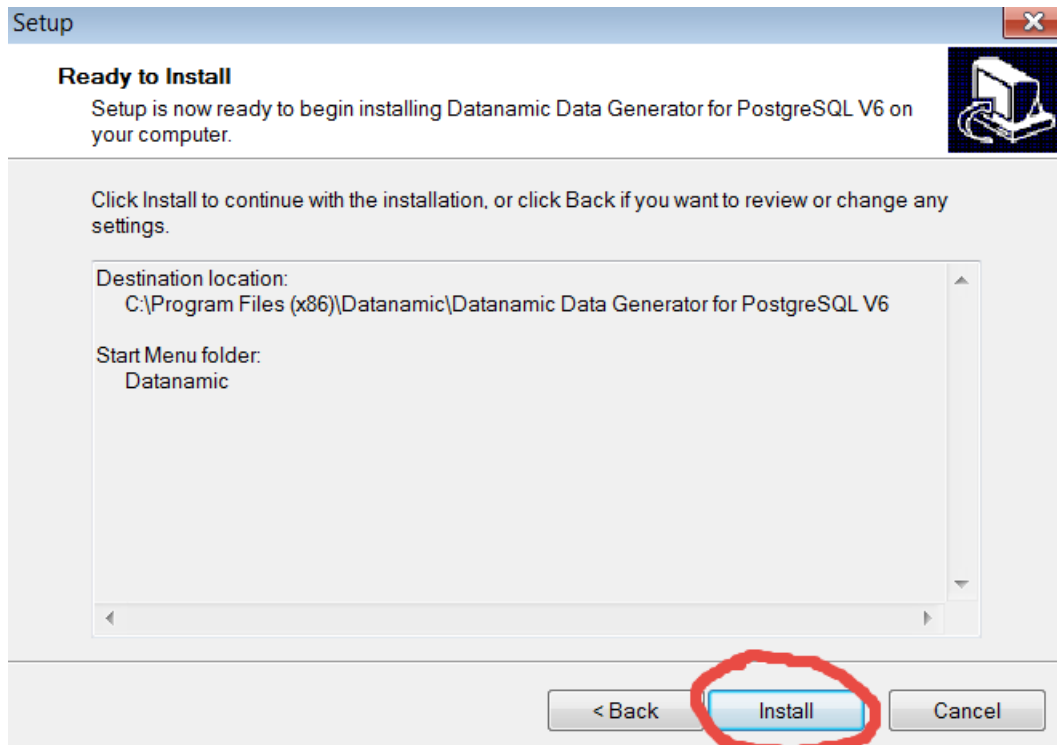 Setup
Ready to Install
Setup is now ready to begin installing Datanamic Data Generator for PostgreSQL V6 on
your computer.
Click Install to continue with the installation, or click Back if you want to review or change any
settings.
Destination location:
C:\Program Files (x86)\Datanamic\Datanamic Data Generator for PostgreSQL V6
Start Menu folder:
Datanamic
< Back Install Cancel